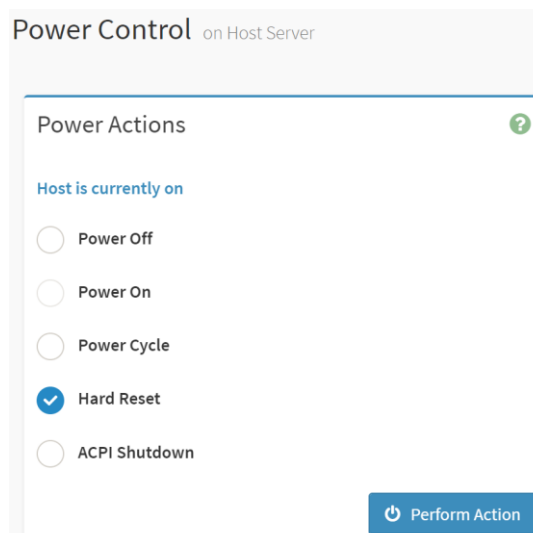 Power Control on Host Server
Power Actions
?
Host is currently on
Power Off
Power On
Power Cycle
Hard Reset
ACPI Shutdown
Perform Action